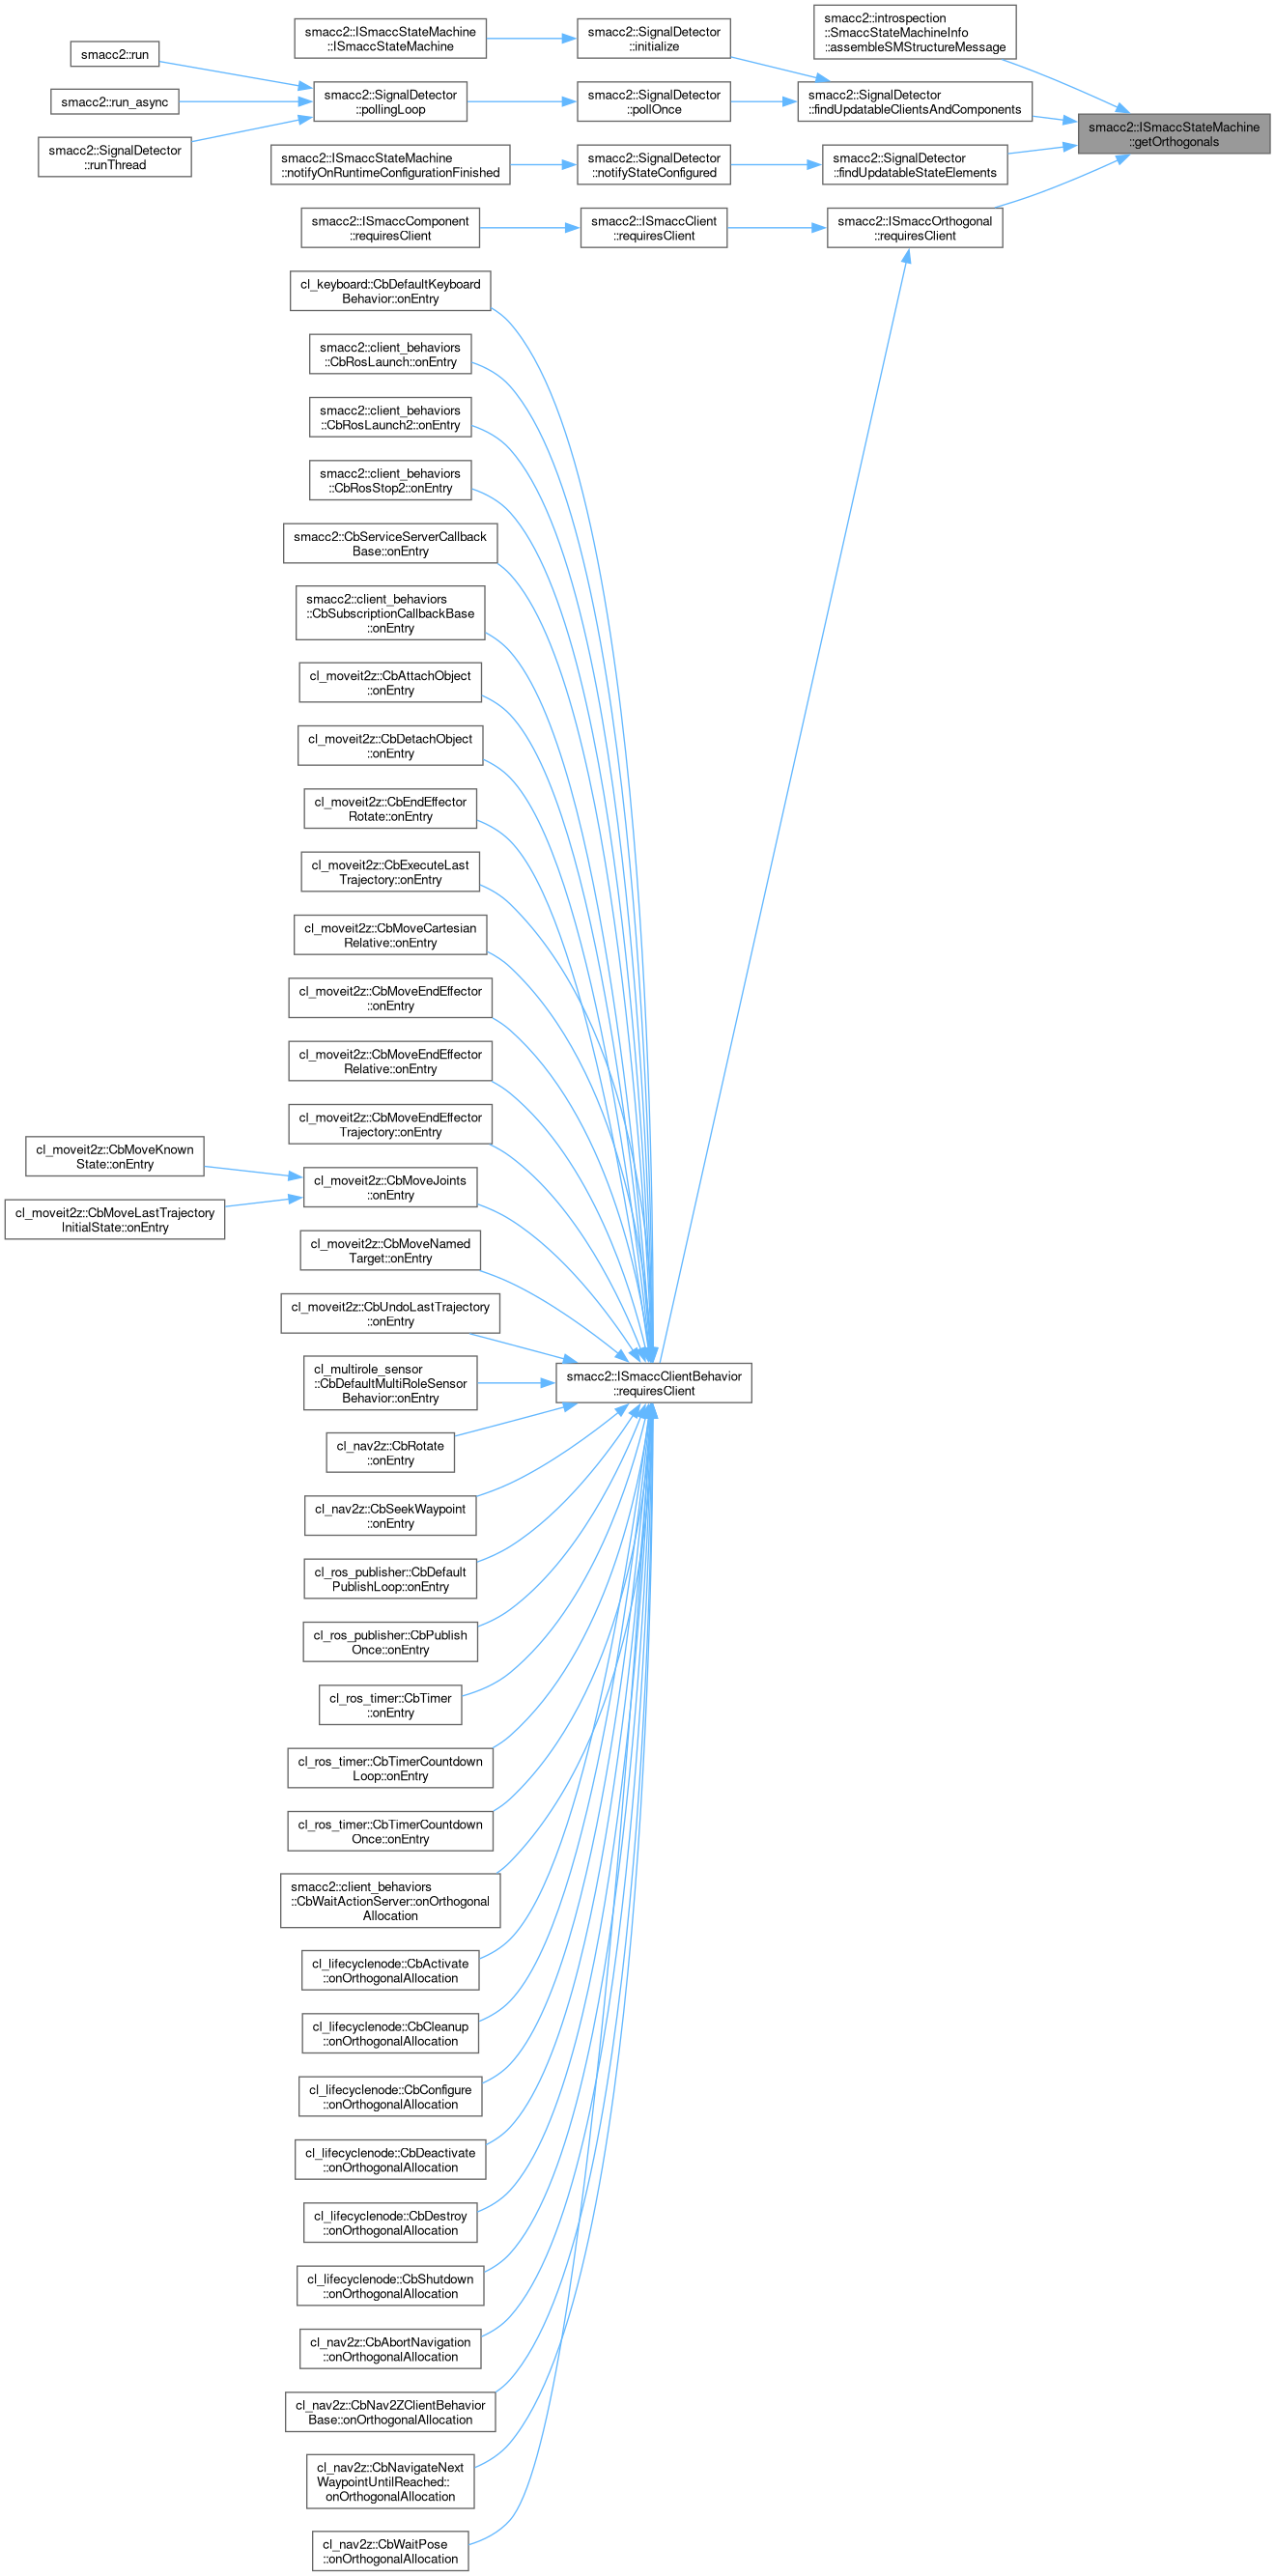 smacc2::introspection
::SmaccStateMachineInfo
::assembleSMStructureMessage
smacc2::ISmaccStateMachine
::ISmaccStateMachine
smacc2::SignalDetector
::initialize
smacc2::run
smacc2::run_async
smacc2::SignalDetector
::runThread
smacc2::SignalDetector
::pollingLoop
smacc2::SignalDetector
::pollOnce
smacc2::SignalDetector
::findUpdatableClientsAndComponents
smacc2::ISmaccStateMachine
::getOrthogonals
smacc2::ISmaccStateMachine
::notifyOnRuntimeConfigurationFinished
smacc2::SignalDetector
::notifyStateConfigured
smacc2::SignalDetector
::findUpdatableStateElements
smacc2::ISmaccComponent
::requiresClient
smacc2::ISmaccClient
::requiresClient
smacc2::ISmaccOrthogonal
::requiresClient
cl_keyboard::CbDefaultKeyboard
Behavior::onEntry
smacc2::client_behaviors
::CbRosLaunch::onEntry
smacc2::client_behaviors
::CbRosLaunch2::onEntry
smacc2::client_behaviors
::CbRosStop2::onEntry
smacc2::CbServiceServerCallback
Base::onEntry
smacc2::client_behaviors
::CbSubscriptionCallbackBase
::onEntry
cl_moveit2z::CbAttachObject
::onEntry
cl_moveit2z::CbDetachObject
::onEntry
cl_moveit2z::CbEndEffector
Rotate::onEntry
cl_moveit2z::CbExecuteLast
Trajectory::onEntry
cl_moveit2z::CbMoveCartesian
Relative::onEntry
cl_moveit2z::CbMoveEndEffector
::onEntry
cl_moveit2z::CbMoveEndEffector
Relative::onEntry
cl_moveit2z::CbMoveEndEffector
Trajectory::onEntry
cl_moveit2z::CbMoveKnown
State::onEntry
cl_moveit2z::CbMoveLastTrajectory
InitialState::onEntry
cl_moveit2z::CbMoveJoints
::onEntry
cl_moveit2z::CbMoveNamed
Target::onEntry
cl_moveit2z::CbUndoLastTrajectory
::onEntry
cl_multirole_sensor
::CbDefaultMultiRoleSensor
Behavior::onEntry
smacc2::ISmaccClientBehavior
::requiresClient
cl_nav2z::CbRotate
::onEntry
cl_nav2z::CbSeekWaypoint
::onEntry
cl_ros_publisher::CbDefault
PublishLoop::onEntry
cl_ros_publisher::CbPublish
Once::onEntry
cl_ros_timer::CbTimer
::onEntry
cl_ros_timer::CbTimerCountdown
Loop::onEntry
cl_ros_timer::CbTimerCountdown
Once::onEntry
smacc2::client_behaviors
::CbWaitActionServer::onOrthogonal
Allocation
cl_lifecyclenode::CbActivate
::onOrthogonalAllocation
cl_lifecyclenode::CbCleanup
::onOrthogonalAllocation
cl_lifecyclenode::CbConfigure
::onOrthogonalAllocation
cl_lifecyclenode::CbDeactivate
::onOrthogonalAllocation
cl_lifecyclenode::CbDestroy
::onOrthogonalAllocation
cl_lifecyclenode::CbShutdown
::onOrthogonalAllocation
cl_nav2z::CbAbortNavigation
::onOrthogonalAllocation
cl_nav2z::CbNav2ZClientBehavior
Base::onOrthogonalAllocation
cl_nav2z::CbNavigateNext
WaypointUntilReached::
onOrthogonalAllocation
cl_nav2z::CbWaitPose
::onOrthogonalAllocation